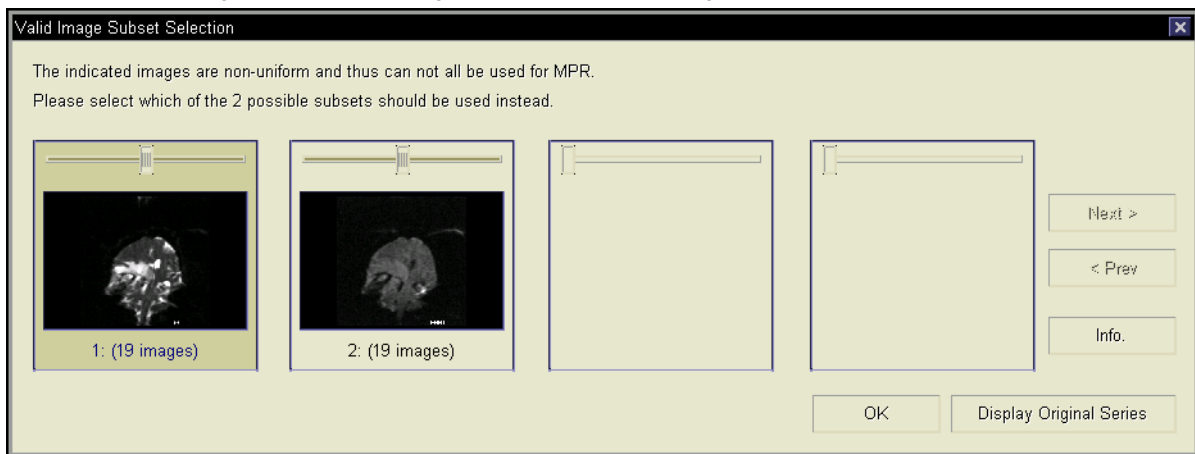 Valid Image Subset Selection
The indicated images are non-uniform and thus can not all be used for MPR.
Please select which of the 2 possible subsets should be used instead.
1: (19 images)
2: (19 images)
Next >
< Prev
Info.
OK
Display Original Series